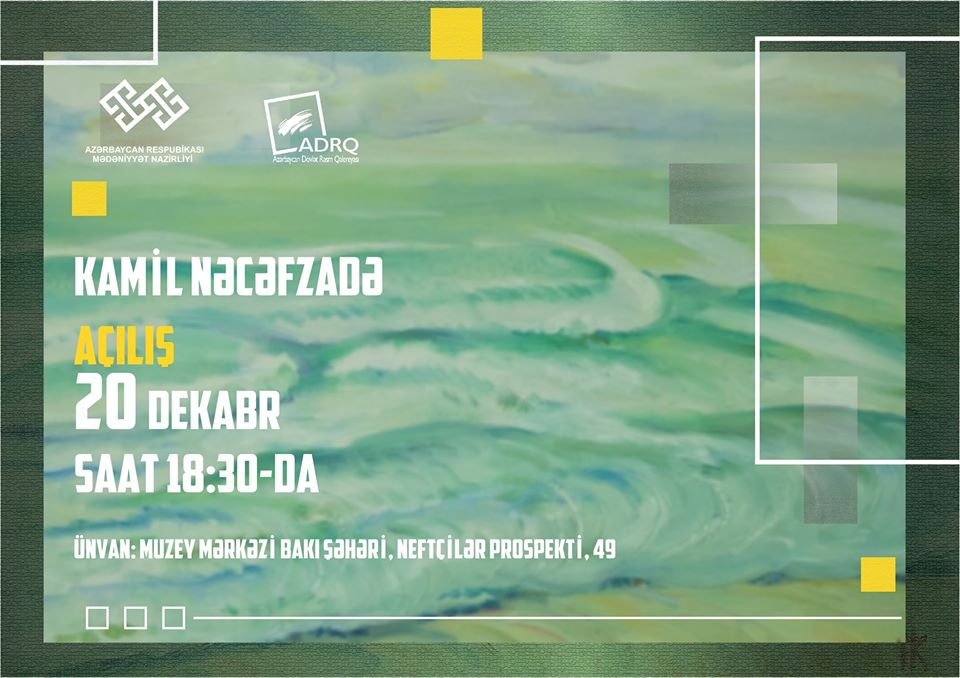 AZƏRBAYCAN RESPUBİKASI
MƏDƏNİYYƏT NAZİRLİYİ
ADRQ
Azərbaycan Dövlət Rəsm Qalereyası
KAMİL NƏCƏFZADƏ
AÇILIŞ
20 DEKABR
SAAT 18:30-DA
ÜNVAN: MUZEY MƏRKƏZİ BAKI ŞƏHƏRİ, NEFTÇİLƏR PROSPEKTİ, 49